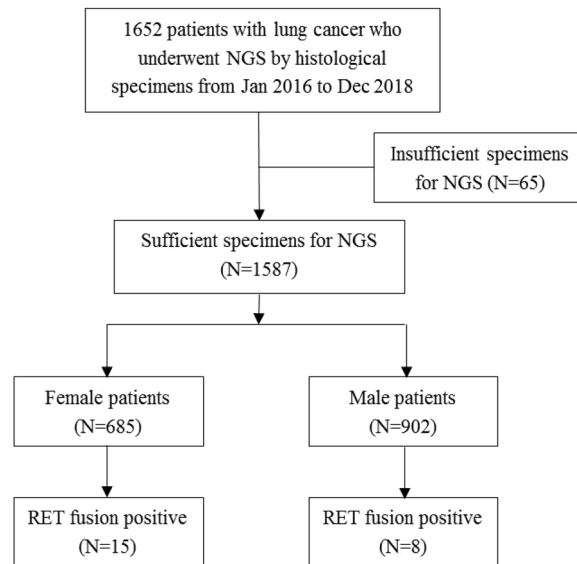 1652 patients with lung cancer who
underwent NGS by histological
specimens from Jan 2016 to Dec 2018
Insufficient specimens
for NGS (N=65)
Sufficient specimens for NGS
(N=1587)
Female patients
(N=685)
Male patients
(N=902)
RET fusion positive
(N=15)
RET fusion positive
(N=8)